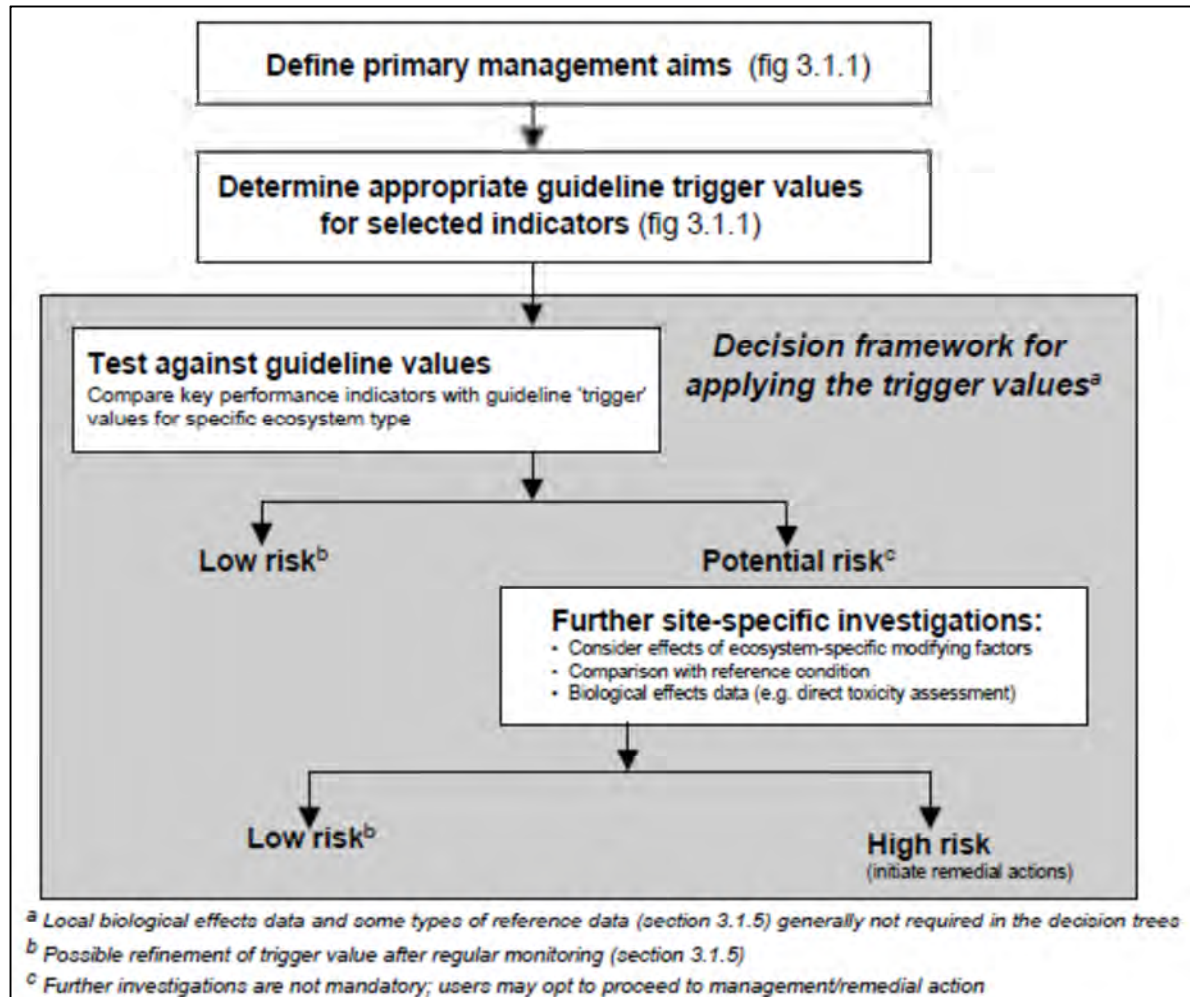 Define primary management aims (fig 3.1.1)
Determine appropriate guideline trigger values
for selected indicators (fig 3.1.1)
Decision framework for
applying the trigger valuesᵃ
Test against guideline values
Compare key performance indicators with guideline 'trigger'
values for specific ecosystem type
Low riskᵇ
Potential riskᶜ
Further site-specific investigations:
• Consider effects of ecosystem-specific modifying factors
• Comparison with reference condition
• Biological effects data (e.g. direct toxicity assessment)
Low riskᵇ
High risk
(initiate remedial actions)
ᵃ Local biological effects data and some types of reference data (section 3.1.5) generally not required in the decision trees
ᵇ Possible refinement of trigger value after regular monitoring (section 3.1.5)
ᶜ Further investigations are not mandatory; users may opt to proceed to management/remedial action